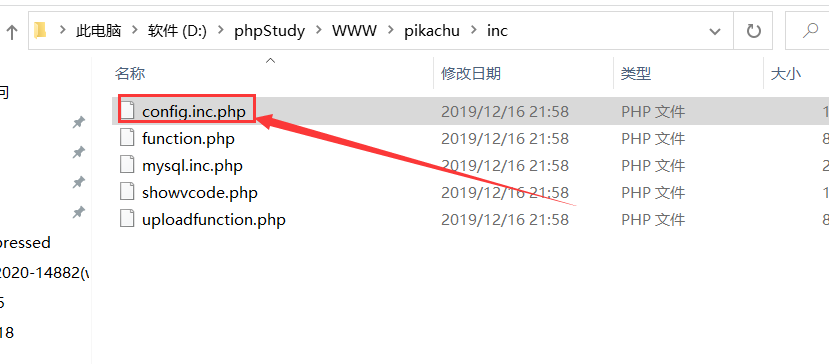 此电脑 > 软件 (D:) > phpStudy > WWW > pikachu > inc
名称 修改日期 类型 大小
问
config.inc.php 2019/12/16 21:58 PHP 文件 1
function.php 2019/12/16 21:58 PHP 文件 8
mysql.inc.php 2019/12/16 21:58 PHP 文件 2
showvcode.php 2019/12/16 21:58 PHP 文件 1
uploadfunction.php 2019/12/16 21:58 PHP 文件 8
pressed
2020-14882(v
5
18